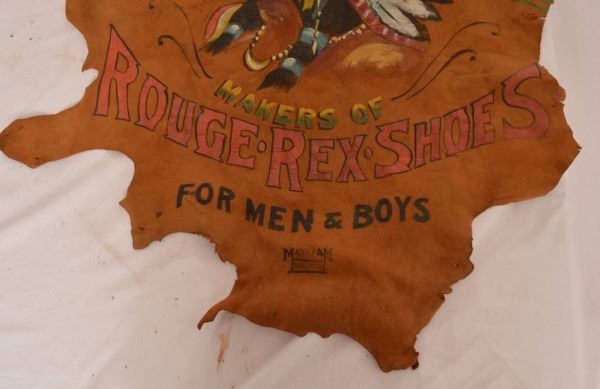 MAKERS OF
ROUGE·REX·SHOES
FOR MEN & BOYS